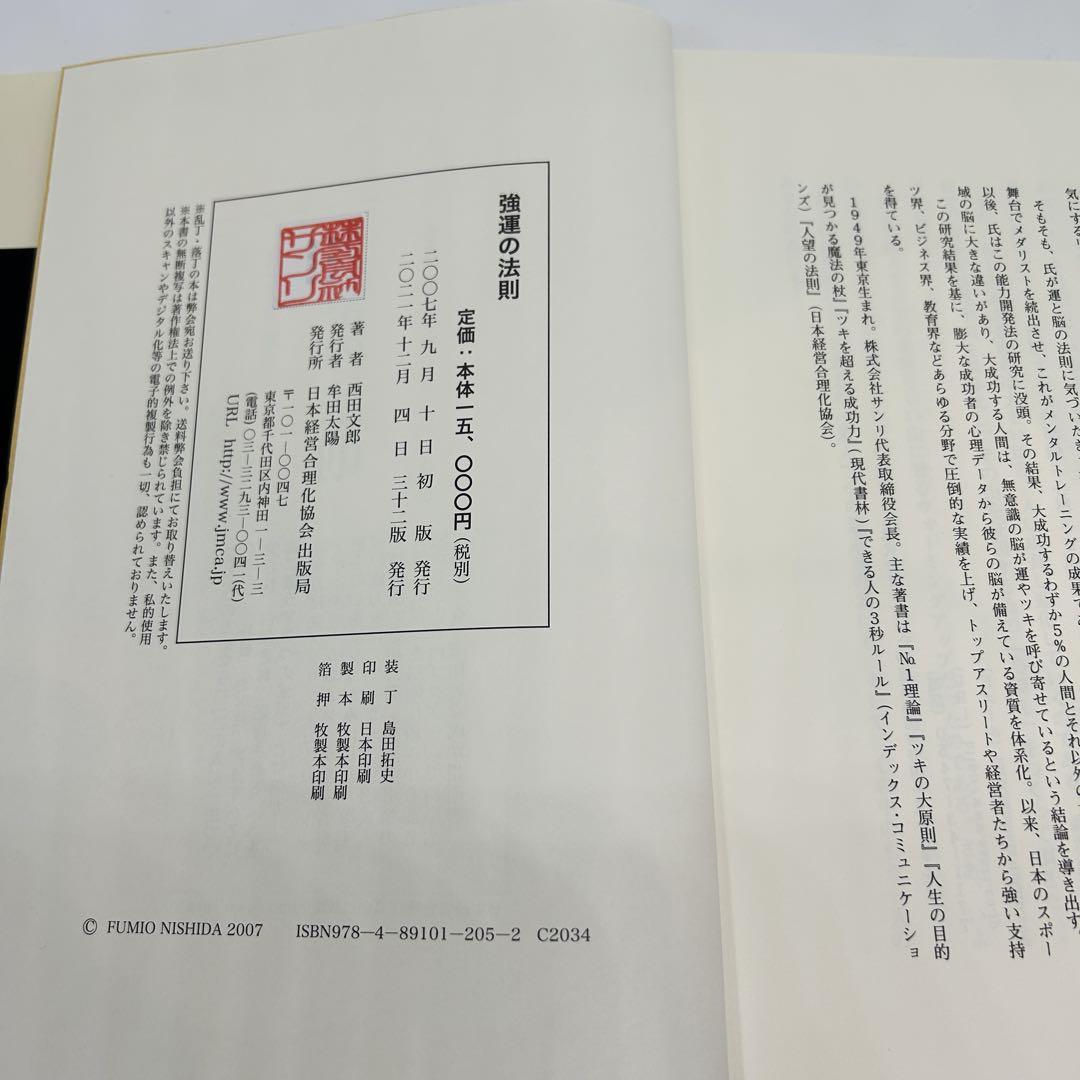 気にする
そもそも、氏が運と脳の法則に気づいたき
舞台でメダリストを続出させ、これがメンタルトレーニングの成果で
以後、氏はこの能力開発法の研究に没頭。その結果、大成功するわずか5%の人間とそれ以外の
域の脳に大きな違いがあり、大成功する人間は、無意識の脳が運やツキを呼び寄せているという結論を導き出す。
この研究結果を基に、膨大な成功者の心理データから彼らの脳が備えている資質を体系化。以来、日本のスポー
ツ界、ビジネス界、教育界などあらゆる分野で圧倒的な実績を上げ、トップアスリートや経営者たちから強い支持
を得ている。
1949年東京生まれ。株式会社サンリ代表取締役会長。主な著書は『No.1理論』『ツキの大原則』『人生の目的
が見つかる魔法の杖』『ツキを超える成功力』(現代書林)『できる人の3秒ルール』(インデックス・コミュニケーショ
ンズ)『人望の法則』(日本経営合理化協会)。
強運の法則
定価:本体一五、〇〇〇円(税別)
二〇〇七年 九月 十日 初版 発行
二〇二一年十二月 四日 三十二版 発行
著者 西田文郎
発行者 牟田太陽
発行所 日本経営合理化協会出版局
〒一〇一―〇〇四七
東京都千代田区内神田一―三―三
(電話)〇三―三二九三―〇〇四一(代)
URL http://www.jmca.jp
※乱丁・落丁の本は弊会宛お送り下さい。送料弊会負担にてお取り替えいたします。
※本書の無断複写は著作権法上での例外を除き禁じられています。また、私的使用
以外のスキャンやデジタル化等の電子的複製行為も一切、認められておりません。
装丁 島田拓史
印刷 日本印刷
製本 牧製本印刷
箔押 牧製本印刷
© FUMIO NISHIDA 2007 ISBN978―4―89101―205―2 C2034